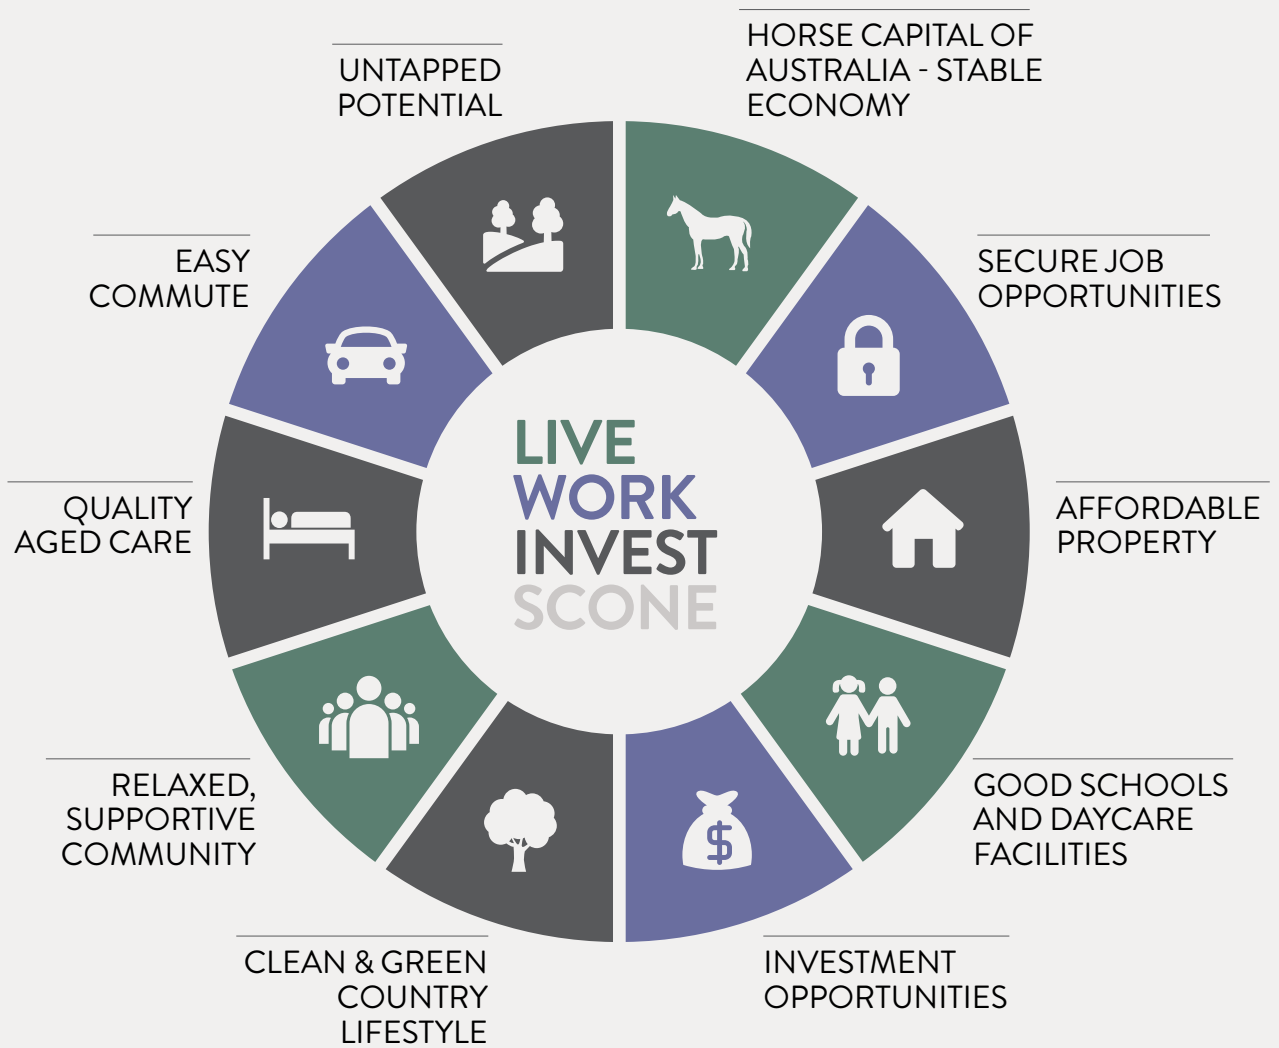 HORSE CAPITAL OF
AUSTRALIA - STABLE
ECONOMY
SECURE JOB
OPPORTUNITIES
AFFORDABLE
PROPERTY
GOOD SCHOOLS
AND DAYCARE
FACILITIES
INVESTMENT
OPPORTUNITIES
CLEAN & GREEN
COUNTRY
LIFESTYLE
RELAXED,
SUPPORTIVE
COMMUNITY
QUALITY
AGED CARE
EASY
COMMUTE
UNTAPPED
POTENTIAL
LIVE
WORK
INVEST
SCONE
$